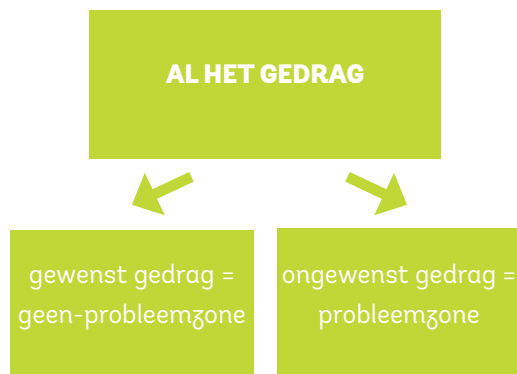 AL HET GEDRAG
gewenst gedrag =
geen-probleemzone
ongewenst gedrag =
probleemzone